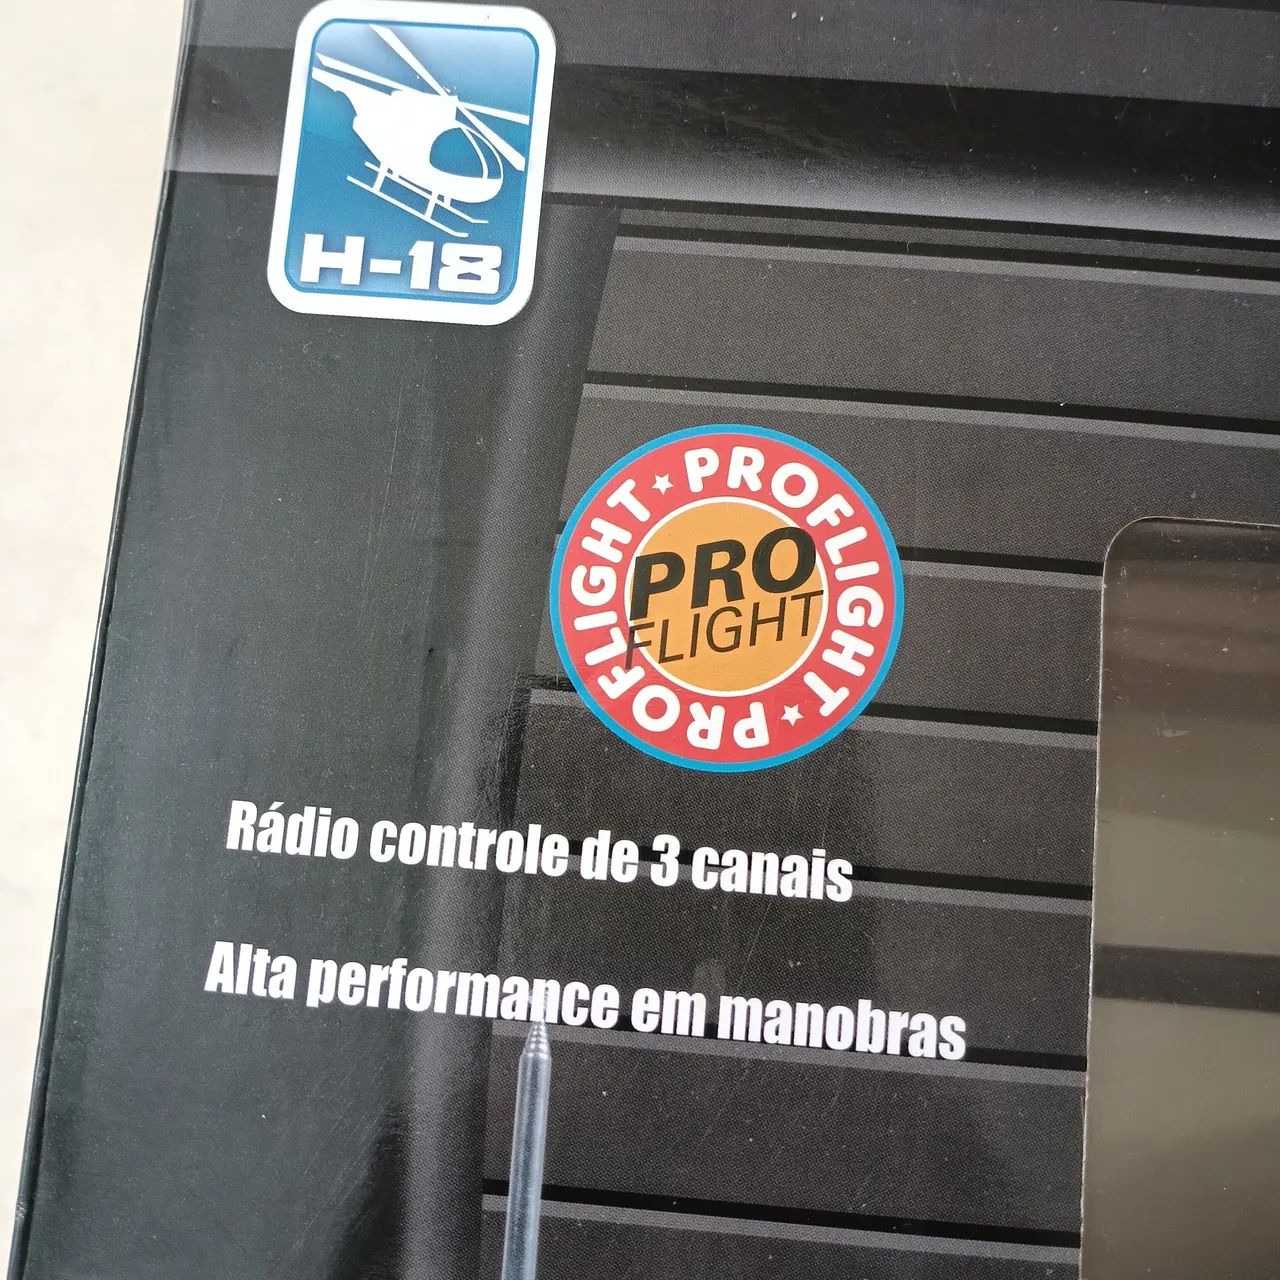 H-18
PROFLIGHT
PROFLIGHT
PRO
FLIGHT
Rádio controle de 3 canais
Alta performance em manobras